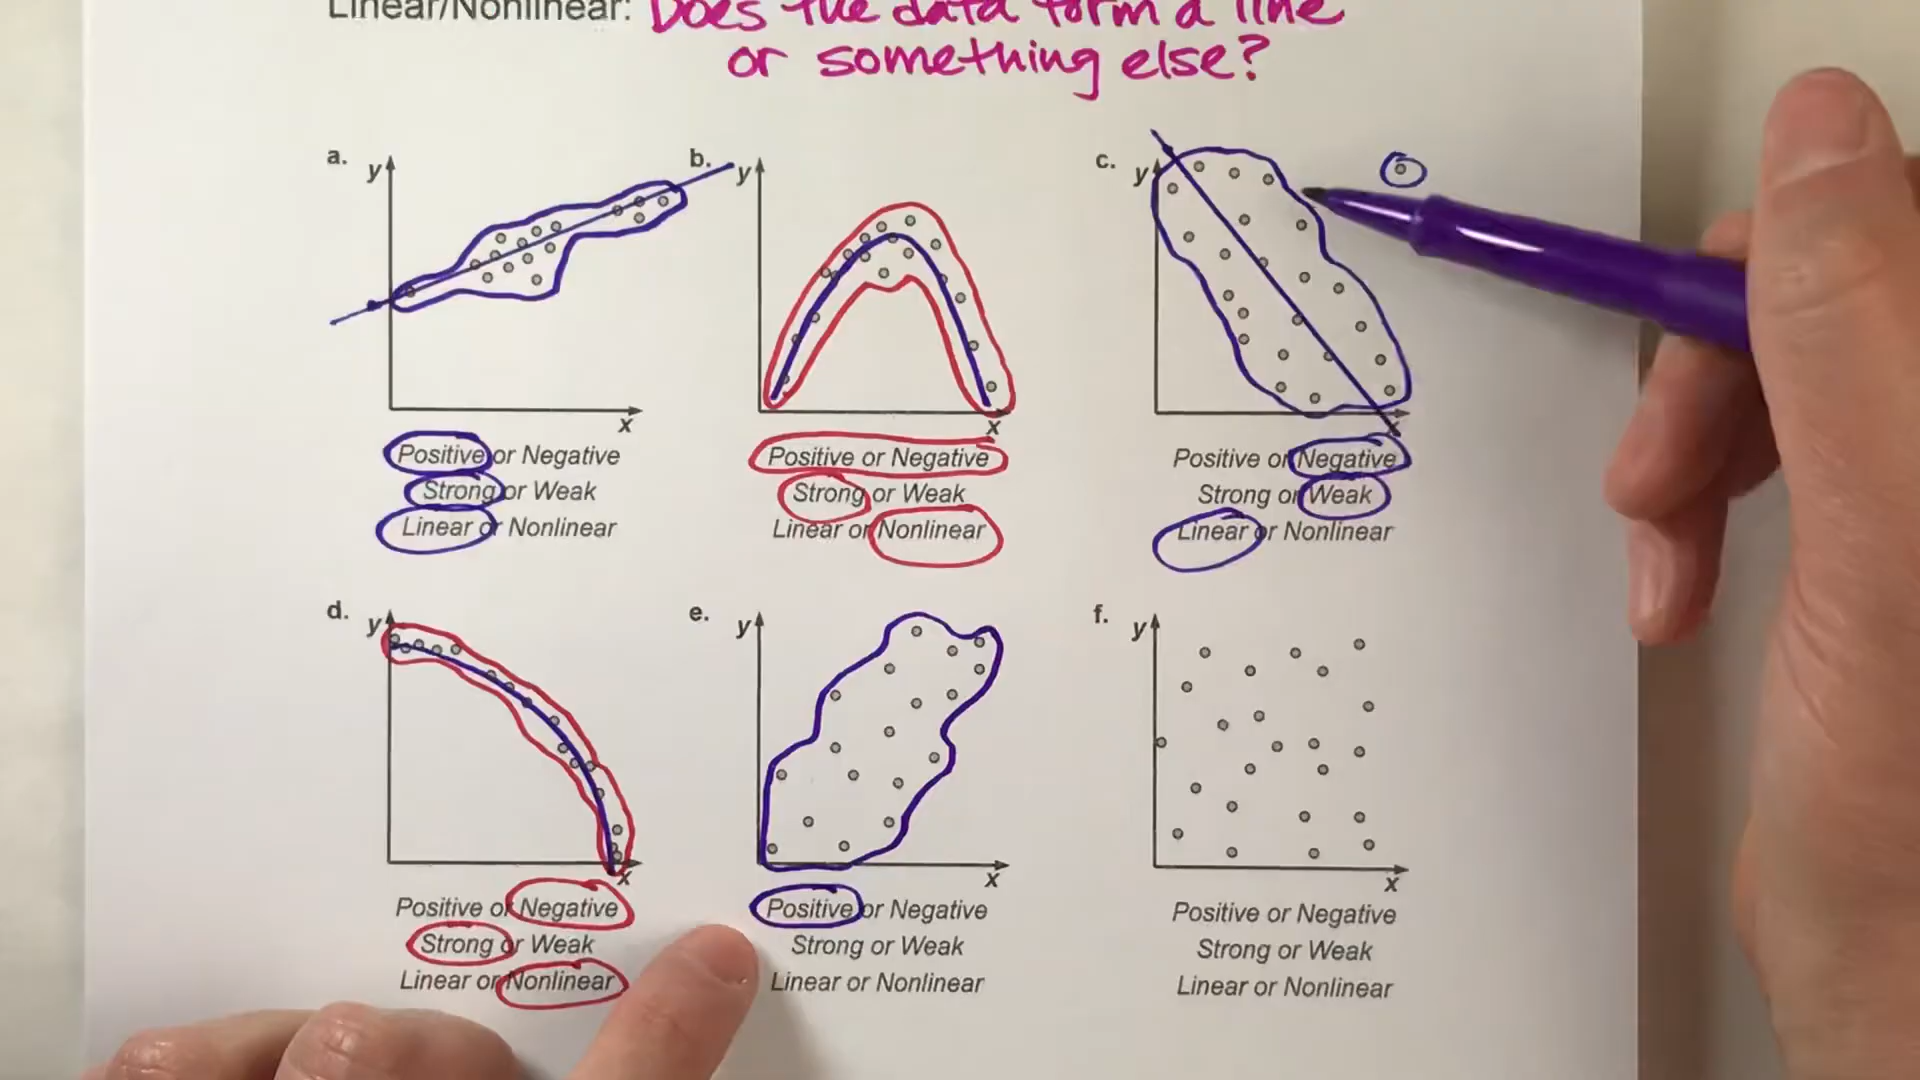 Linear/Nonlinear: Does the data form a line
or something else?
a.
y
x
Positive or Negative
Strong or Weak
Linear or Nonlinear
b.
y
x
Positive or Negative
Strong or Weak
Linear or Nonlinear
c.
y
x
Positive or Negative
Strong or Weak
Linear or Nonlinear
d.
y
x
Positive or Negative
Strong or Weak
Linear or Nonlinear
e.
y
x
Positive or Negative
Strong or Weak
Linear or Nonlinear
f.
y
x
Positive or Negative
Strong or Weak
Linear or Nonlinear